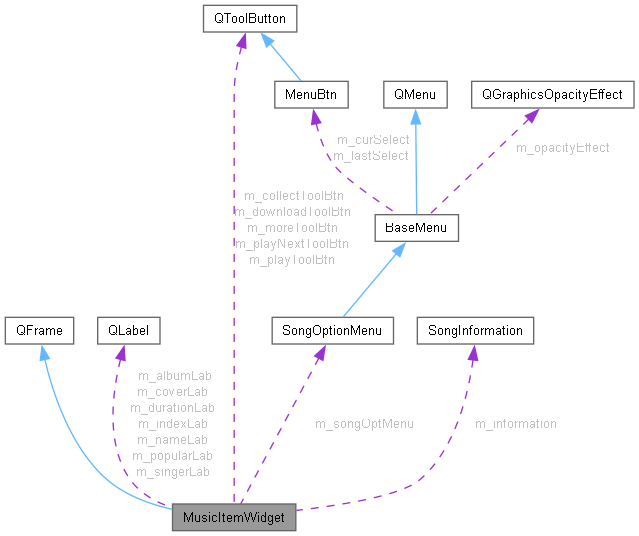 QToolButton
MenuBtn
QMenu
QGraphicsOpacityEffect
m_curSelect
m_lastSelect
m_opacityEffect
m_collectToolBtn
m_downloadToolBtn
m_moreToolBtn
m_playNextToolBtn
m_playToolBtn
BaseMenu
QFrame
QLabel
SongOptionMenu
SongInformation
m_albumLab
m_coverLab
m_durationLab
m_indexLab
m_nameLab
m_popularLab
m_singerLab
m_songOptMenu
m_information
MusicItemWidget